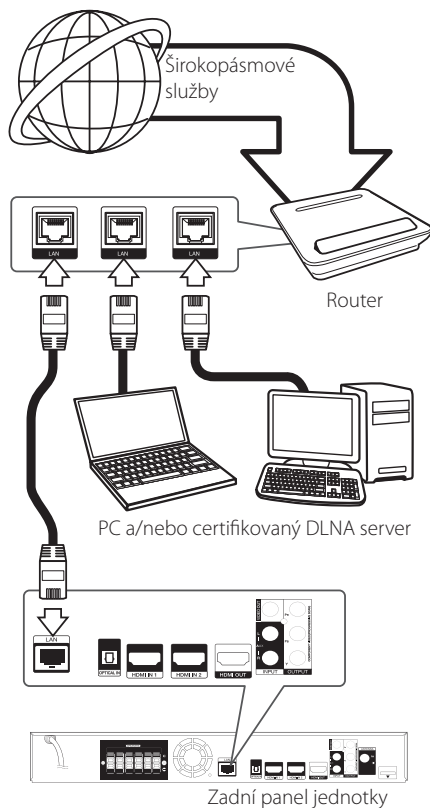 Širokopásmové
služby
LAN
LAN
LAN
Router
PC a/nebo certifikovaný DLNA server
LAN
OPTICAL IN
HDMI IN 1
HDMI IN 2
HDMI OUT
INPUT
OUTPUT
Zadní panel jednotky